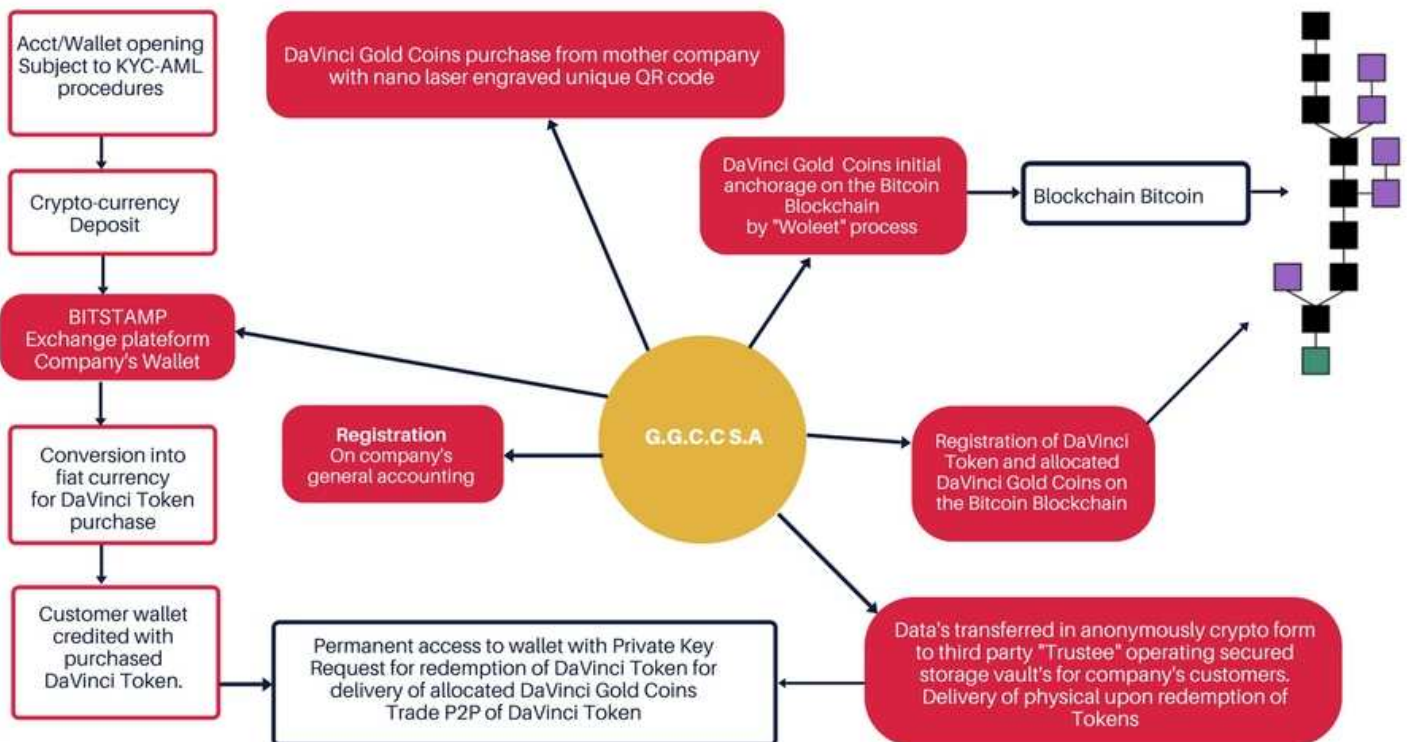 Acct/Wallet opening
Subject to KYC-AML
procedures
DaVinci Gold Coins purchase from mother company
with nano laser engraved unique QR code
Crypto-currency
Deposit
DaVinci Gold Coins initial
anchorage on the Bitcoin
Blockchain
by "Woleet" process
Blockchain Bitcoin
BITSTAMP
Exchange plateform
Company's Wallet
Registration
On company's
general accounting
G.G.C.C S.A
Registration of DaVinci
Token and allocated
DaVinci Gold Coins on
the Bitcoin Blockchain
Conversion into
fiat currency
for DaVinci Token
purchase
Customer wallet
credited with
purchased
DaVinci Token.
Permanent access to wallet with Private Key
Request for redemption of DaVinci Token for
delivery of allocated DaVinci Gold Coins
Trade P2P of DaVinci Token
Data's transferred in anonymously crypto form
to third party "Trustee" operating secured
storage vault's for company's customers.
Delivery of physical upon redemption of
Tokens